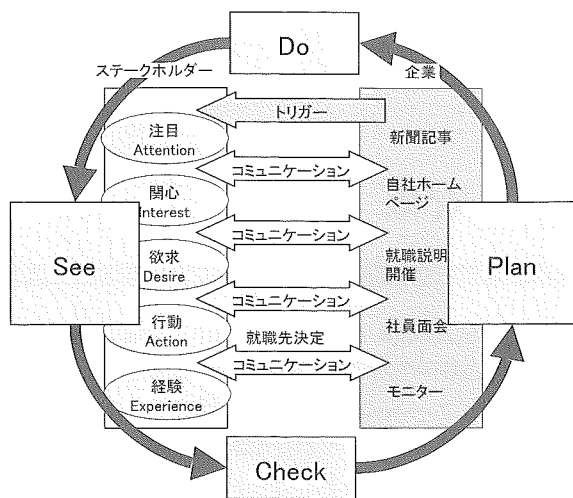 Do
ステークホルダー
企業
トリガー
注目
Attention
新聞記事
コミュニケーション
関心
Interest
自社ホーム
ページ
コミュニケーション
See
欲求
Desire
就職説明
開催
Plan
コミュニケーション
行動
Action
就職先決定
社員面会
コミュニケーション
経験
Experience
モニター
Check